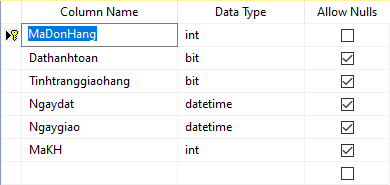 Column Name Data Type Allow Nulls
MaDonHang int
Dathanhtoan bit
Tinhtranggiaohang bit
Ngaydat datetime
Ngaygiao datetime
MaKH int